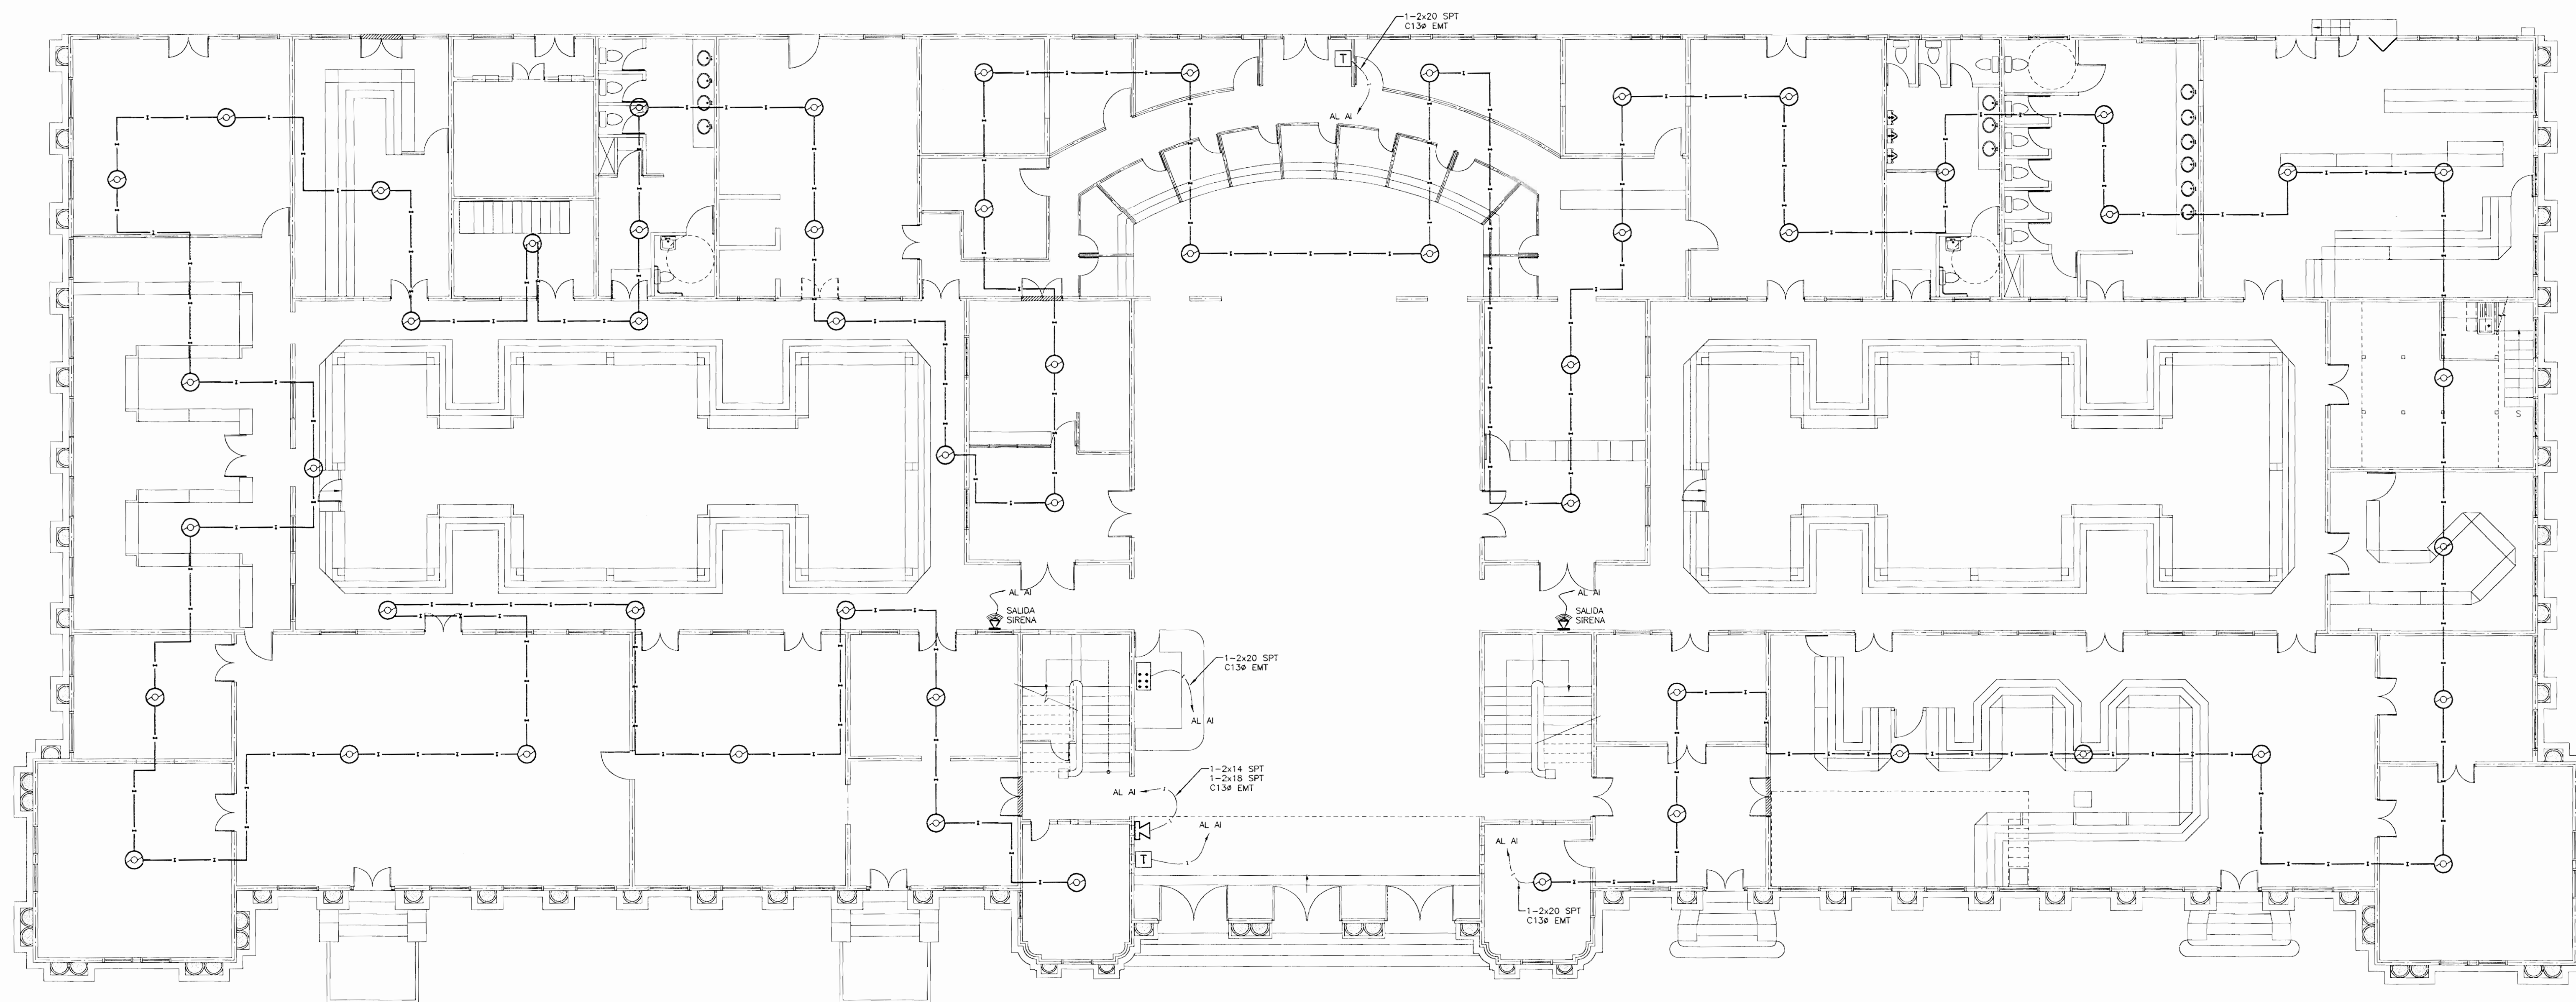 1-2x20 SPT
C13ø EMT
T
AL AI
S
AL AI
SALIDA
SIRENA
AL AI
SALIDA
SIRENA
1-2x20 SPT
C13ø EMT
AL AI
1-2x14 SPT
1-2x18 SPT
C13ø EMT
AL AI
AL AI
T
AL AI
1-2x20 SPT
C13ø EMT